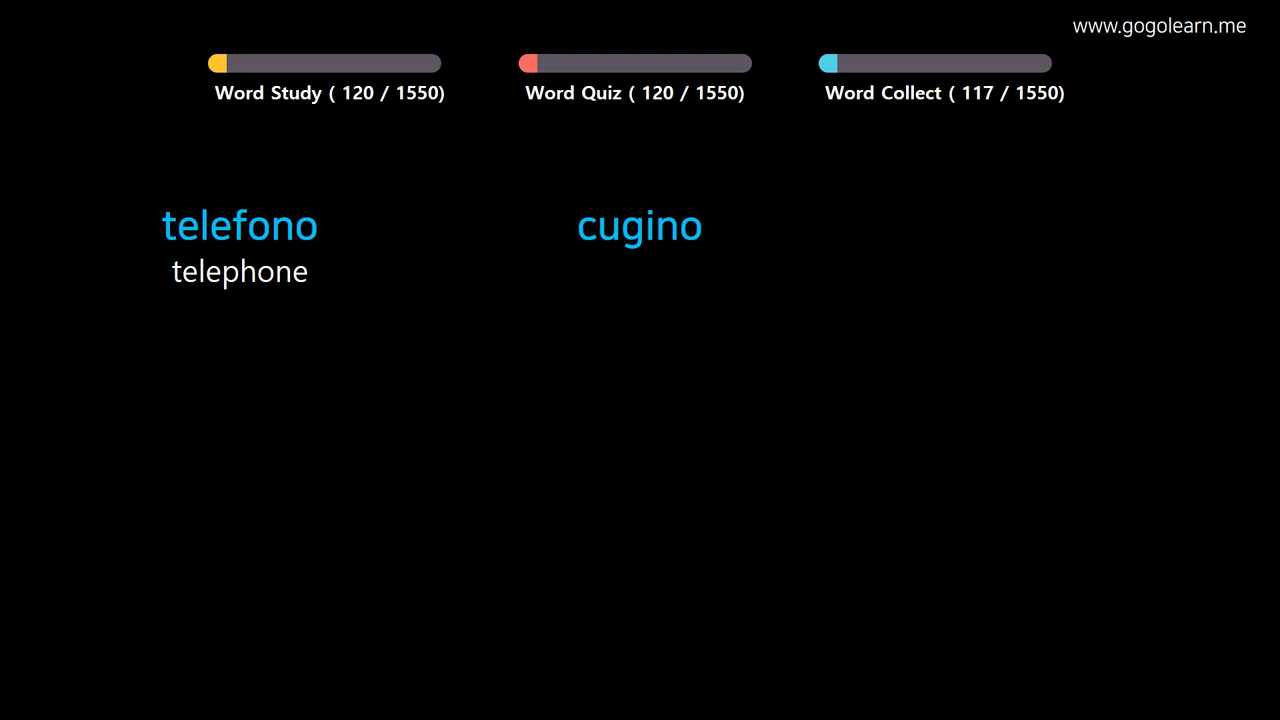 www.gogolearn.me
Word Study ( 120 / 1550)
Word Quiz ( 120 / 1550)
Word Collect ( 117 / 1550)
telefono
telephone
cugino